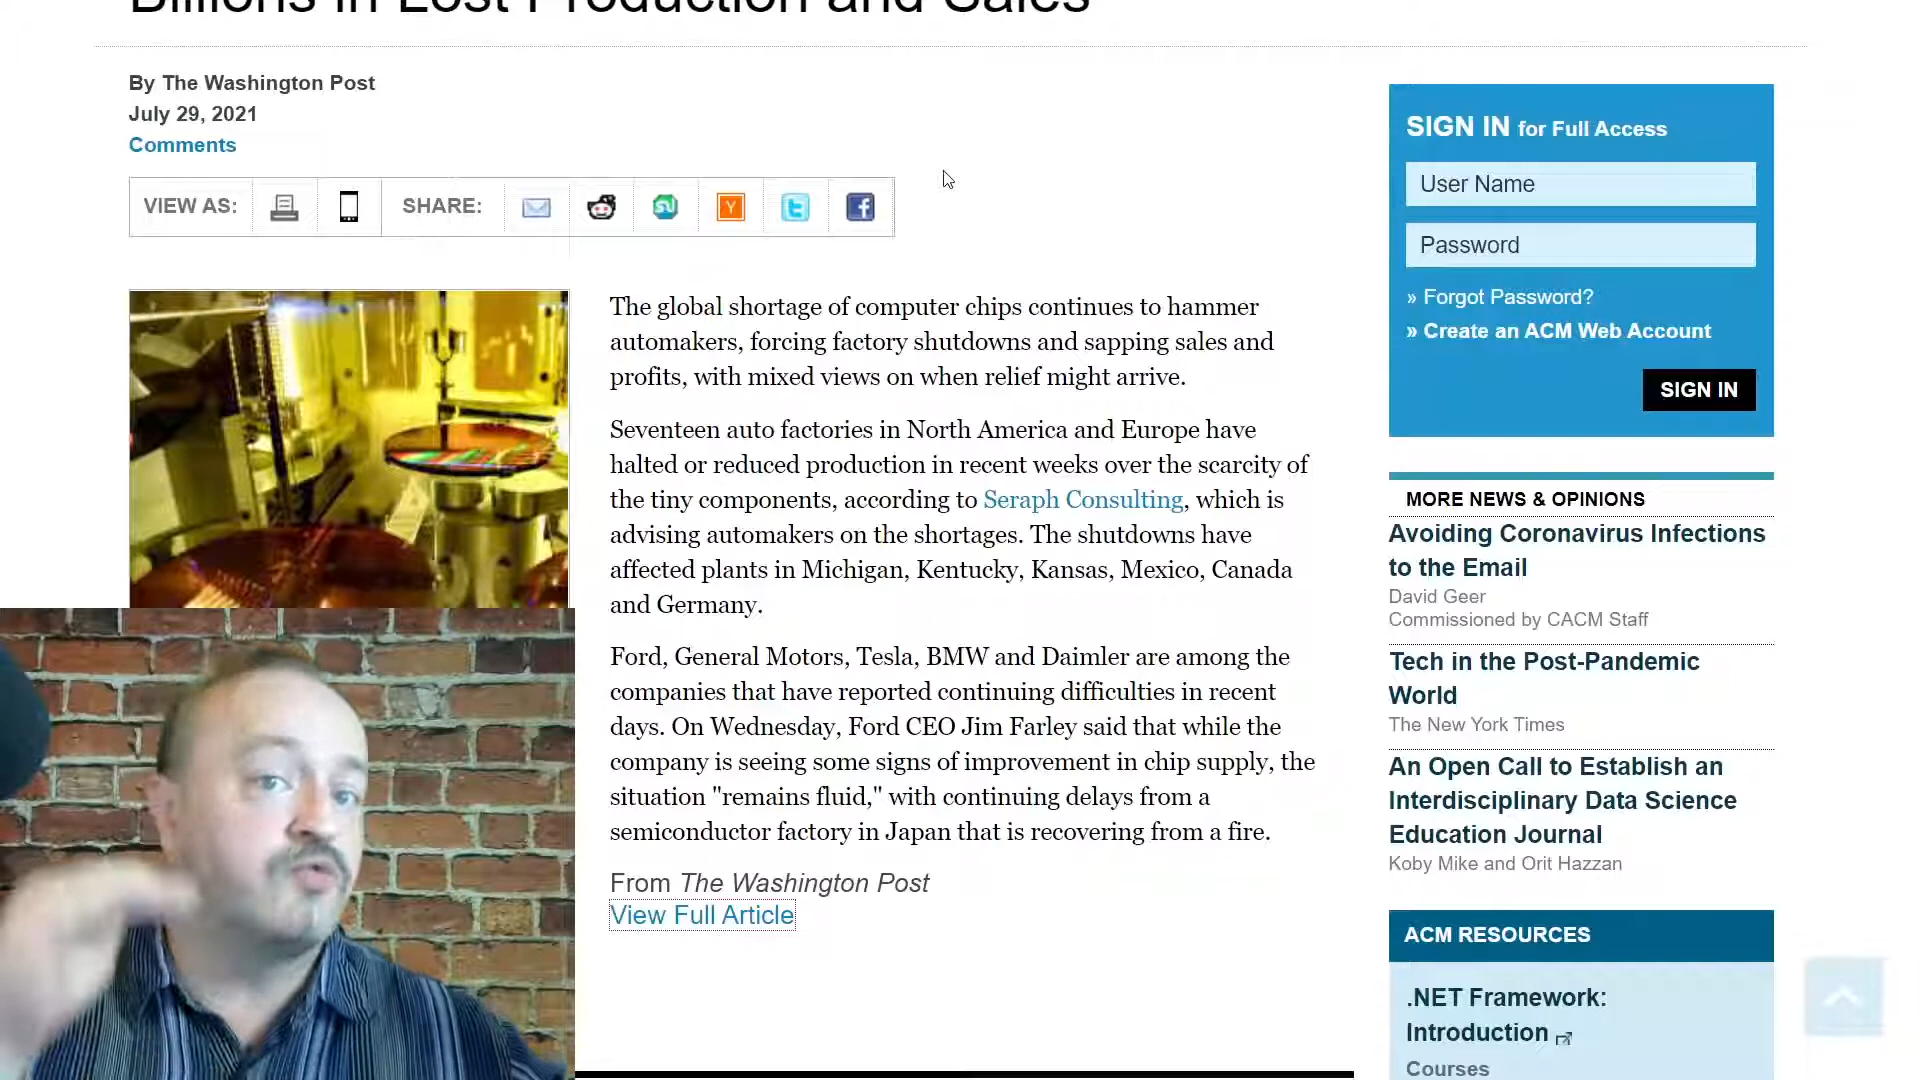 Billions in Lost Production and Sales
By The Washington Post
July 29, 2021
Comments
VIEW AS:
SHARE:
The global shortage of computer chips continues to hammer
automakers, forcing factory shutdowns and sapping sales and
profits, with mixed views on when relief might arrive.
Seventeen auto factories in North America and Europe have
halted or reduced production in recent weeks over the scarcity of
the tiny components, according to Seraph Consulting, which is
advising automakers on the shortages. The shutdowns have
affected plants in Michigan, Kentucky, Kansas, Mexico, Canada
and Germany.
Ford, General Motors, Tesla, BMW and Daimler are among the
companies that have reported continuing difficulties in recent
days. On Wednesday, Ford CEO Jim Farley said that while the
company is seeing some signs of improvement in chip supply, the
situation "remains fluid," with continuing delays from a
semiconductor factory in Japan that is recovering from a fire.
From The Washington Post
View Full Article
SIGN IN for Full Access
User Name
Password
» Forgot Password?
» Create an ACM Web Account
SIGN IN
MORE NEWS & OPINIONS
Avoiding Coronavirus Infections
to the Email
David Geer
Commissioned by CACM Staff
Tech in the Post-Pandemic
World
The New York Times
An Open Call to Establish an
Interdisciplinary Data Science
Education Journal
Koby Mike and Orit Hazzan
ACM RESOURCES
.NET Framework:
Introduction
Courses